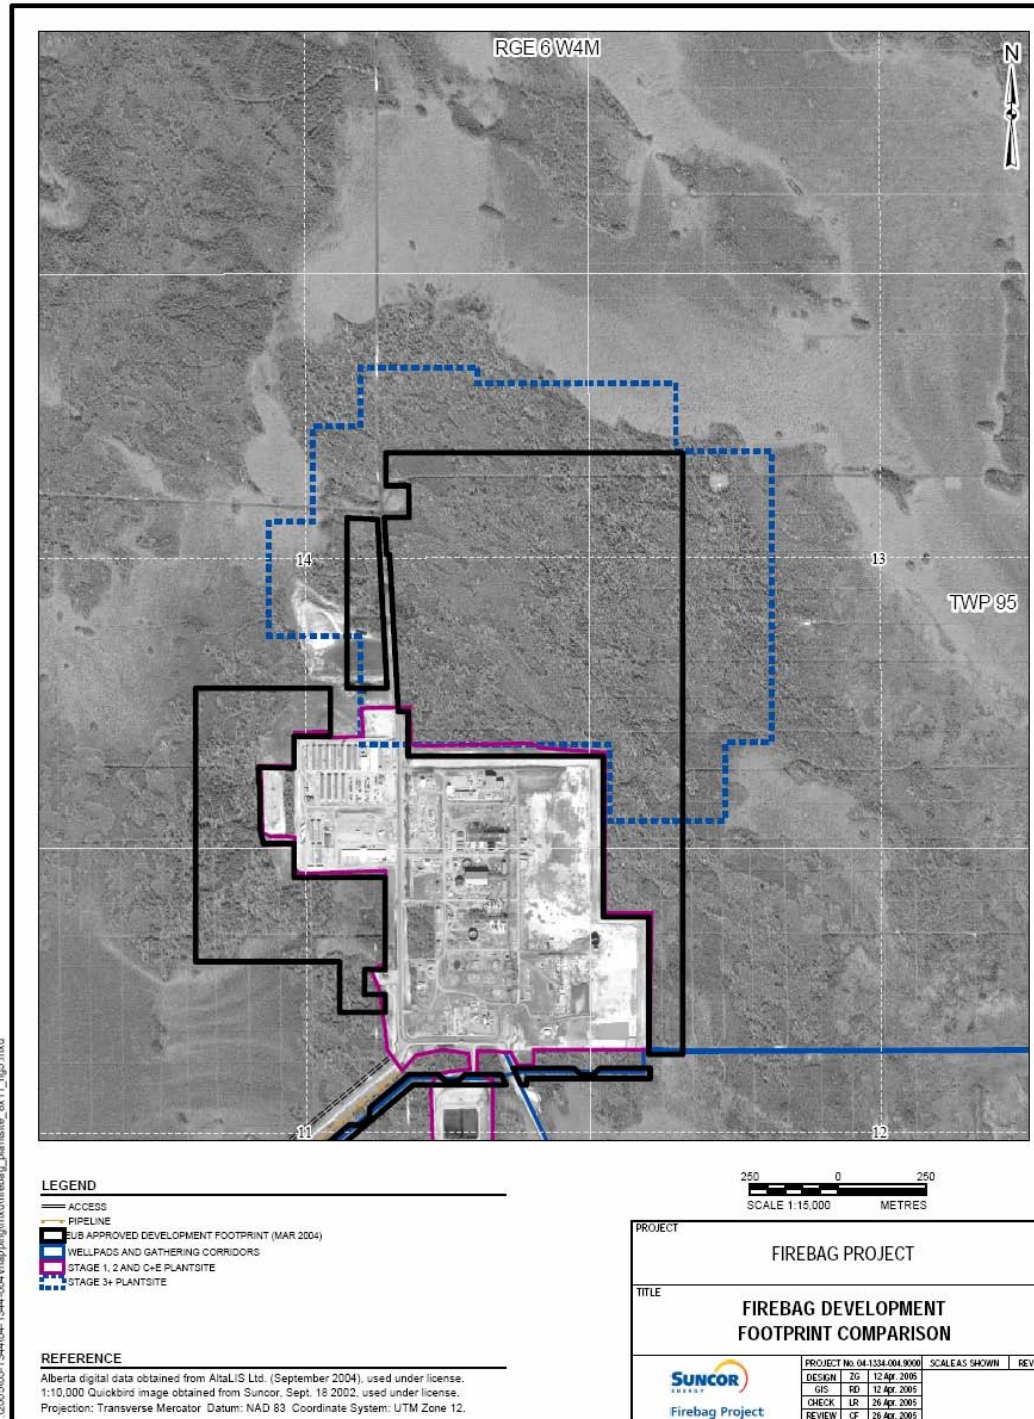 RGE 6 W4M
N
14
13
TWP 95
11
12
LEGEND
ACCESS
PIPELINE
EUB APPROVED DEVELOPMENT FOOTPRINT (MAR 2004)
WELLPADS AND GATHERING CORRIDORS
STAGE 1, 2 AND C+E PLANTSITE
STAGE 3+ PLANTSITE
REFERENCE
Alberta digital data obtained from AltaLIS Ltd. (September 2004), used under license.
1:10,000 Quickbird image obtained from Suncor, Sept. 18 2002, used under license.
Projection: Transverse Mercator Datum: NAD 83 Coordinate System: UTM Zone 12.
250 0 250
SCALE 1:15,000 METRES
PROJECT
FIREBAG PROJECT
TITLE
FIREBAG DEVELOPMENT
FOOTPRINT COMPARISON
SUNCOR
ENERGY
Firebag Project
PROJECT No. 04-1334-004.9000 SCALE AS SHOWN REV
DESIGN ZG 12 Apr. 2005
GIS RD 12 Apr. 2005
CHECK LR 26 Apr. 2005
REVIEW CF 26 Apr. 2005